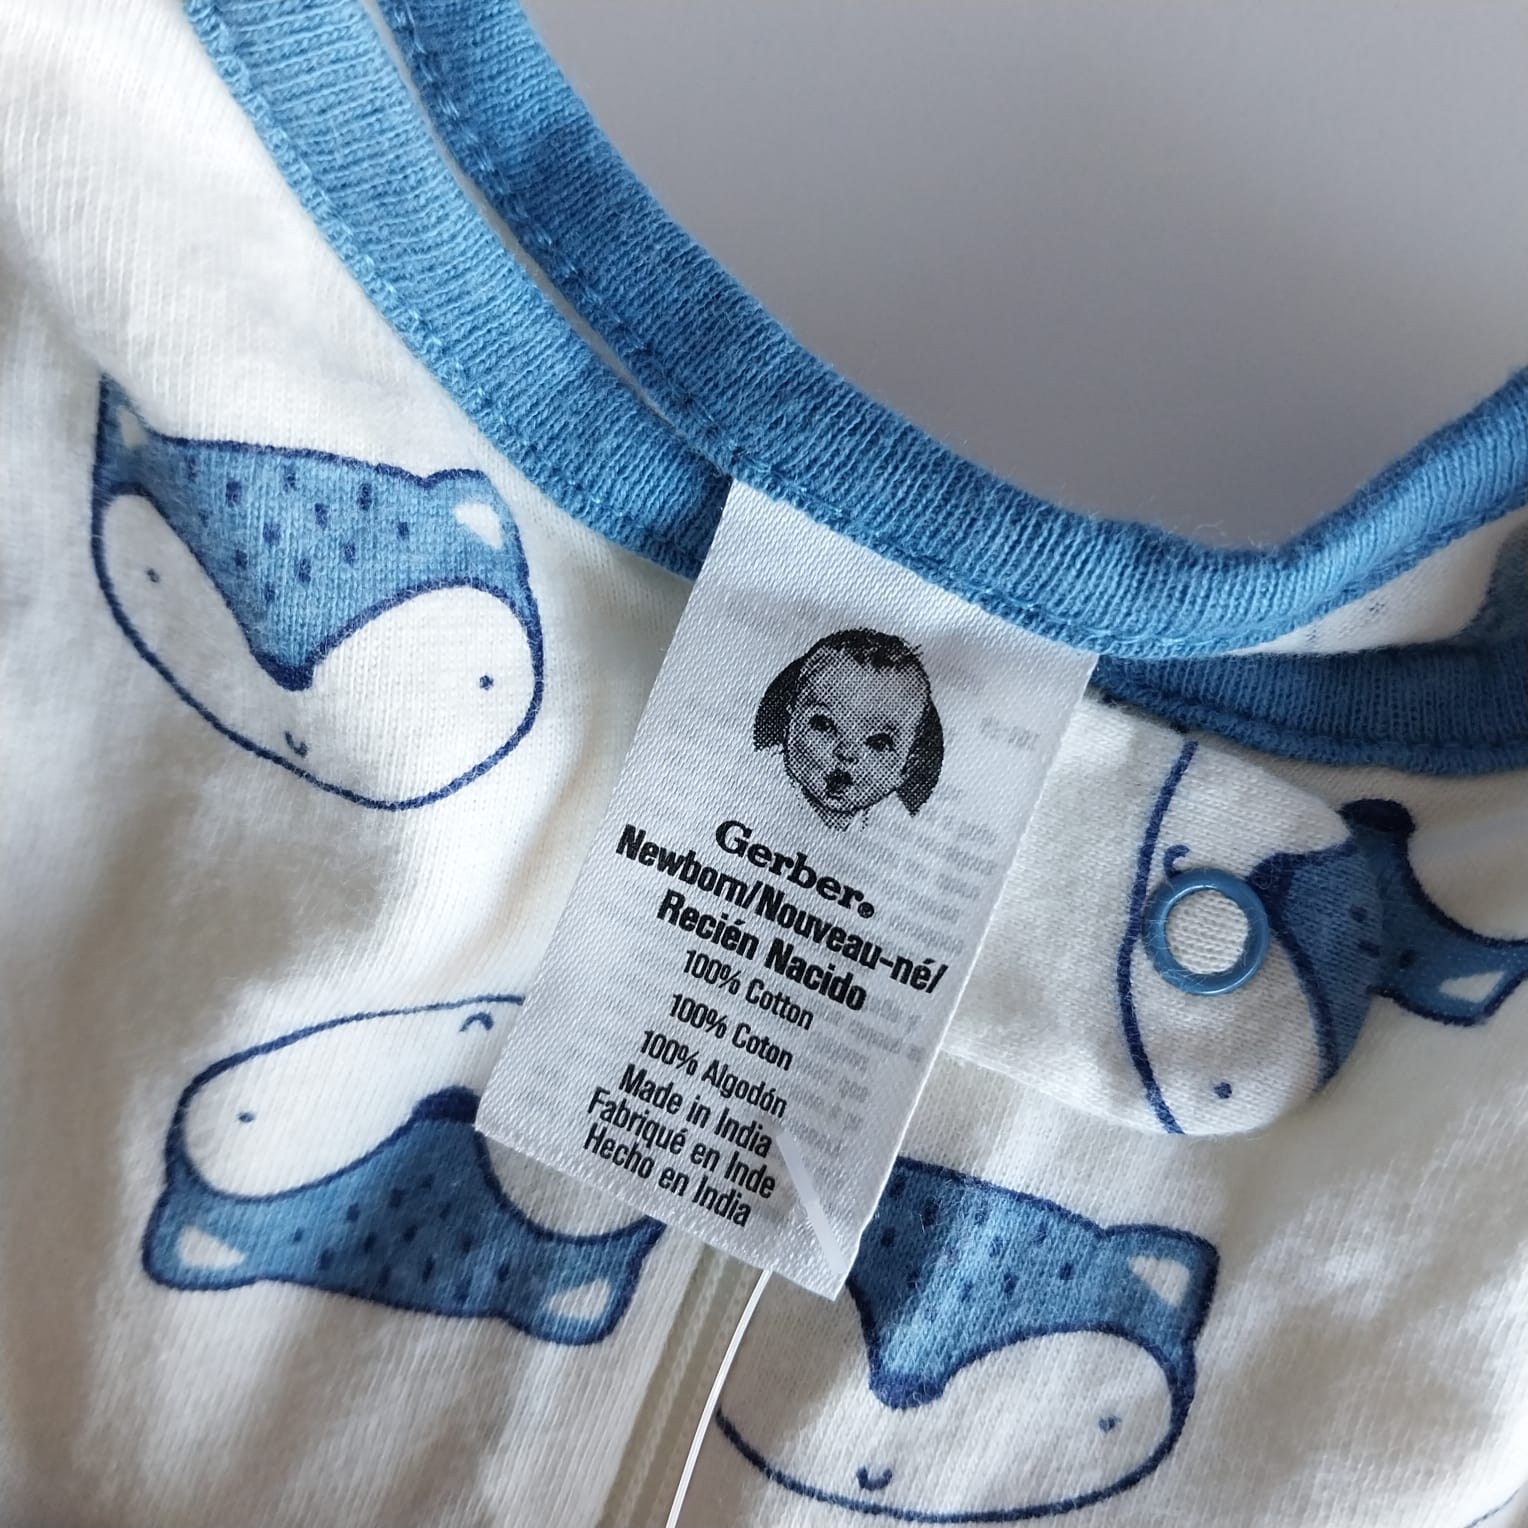 Gerber®
Newborn/Nouveau-né/
Recién Nacido
100% Cotton
100% Coton
100% Algodón
Made in India
Fabriqué en Inde
Hecho en India